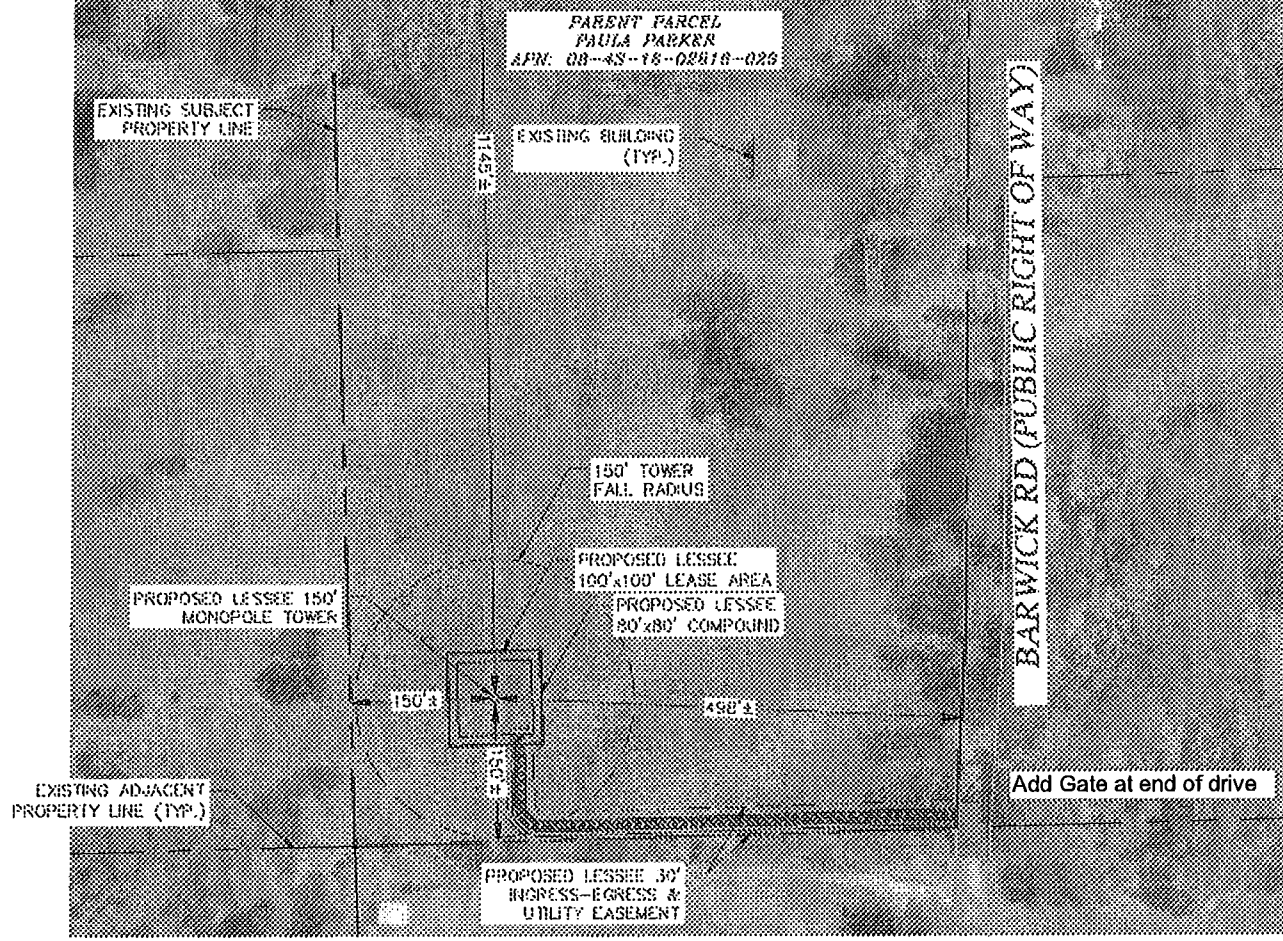 PARENT PARCEL
PAULA PARKER
APN: 08-4S-16-02816-029
EXISTING SUBJECT
PROPERTY LINE
1145'±
EXISTING BUILDING
(TYP.)
BARWICK RD (PUBLIC RIGHT OF WAY)
150' TOWER
FALL RADIUS
PROPOSED LESSEE
100'x100' LEASE AREA
PROPOSED LESSEE 150'
MONOPOLE TOWER
PROPOSED LESSEE
80'x80' COMPOUND
150'±
498'±
150'±
EXISTING ADJACENT
PROPERTY LINE (TYP.)
Add Gate at end of drive
PROPOSED LESSEE 30'
INGRESS-EGRESS &
UTILITY EASEMENT